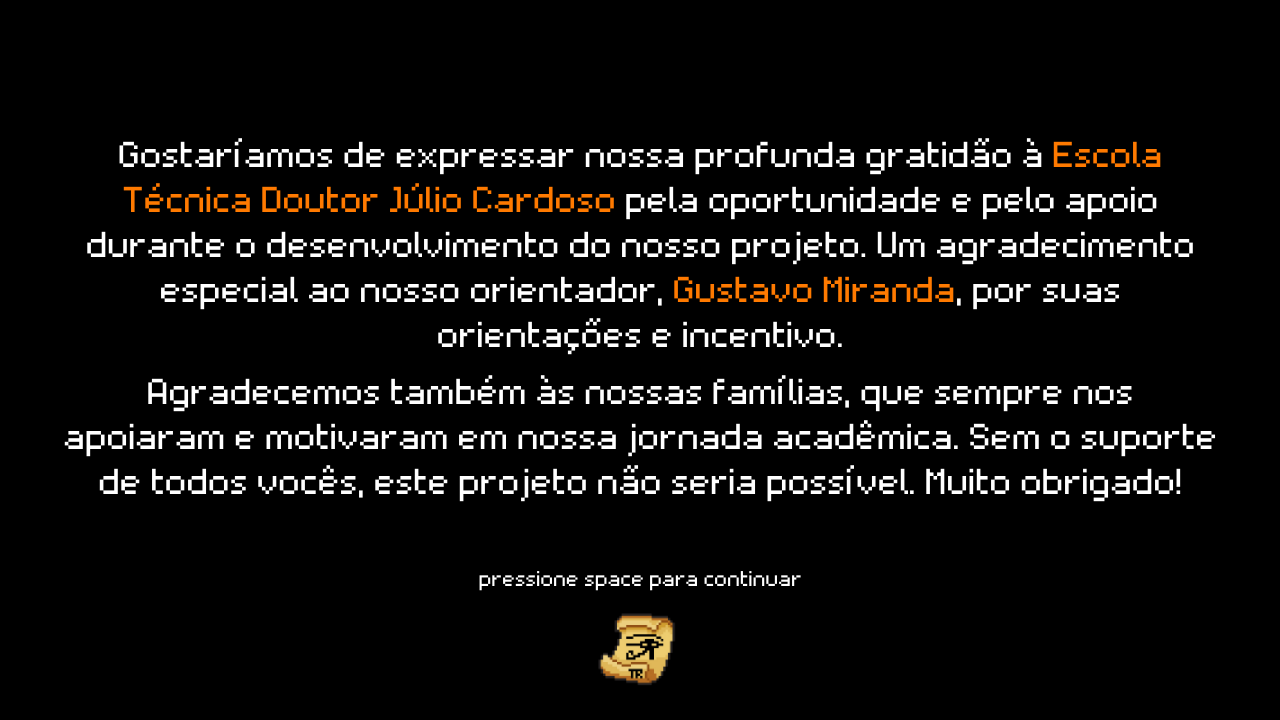 Gostaríamos de expressar nossa profunda gratidão à Escola
Técnica Doutor Júlio Cardoso pela oportunidade e pelo apoio
durante o desenvolvimento do nosso projeto. Um agradecimento
especial ao nosso orientador, Gustavo Miranda, por suas
orientações e incentivo.
Agradecemos também às nossas famílias, que sempre nos
apoiaram e motivaram em nossa jornada acadêmica. Sem o suporte
de todos vocês, este projeto não seria possível. Muito obrigado!
pressione space para continuar
TR